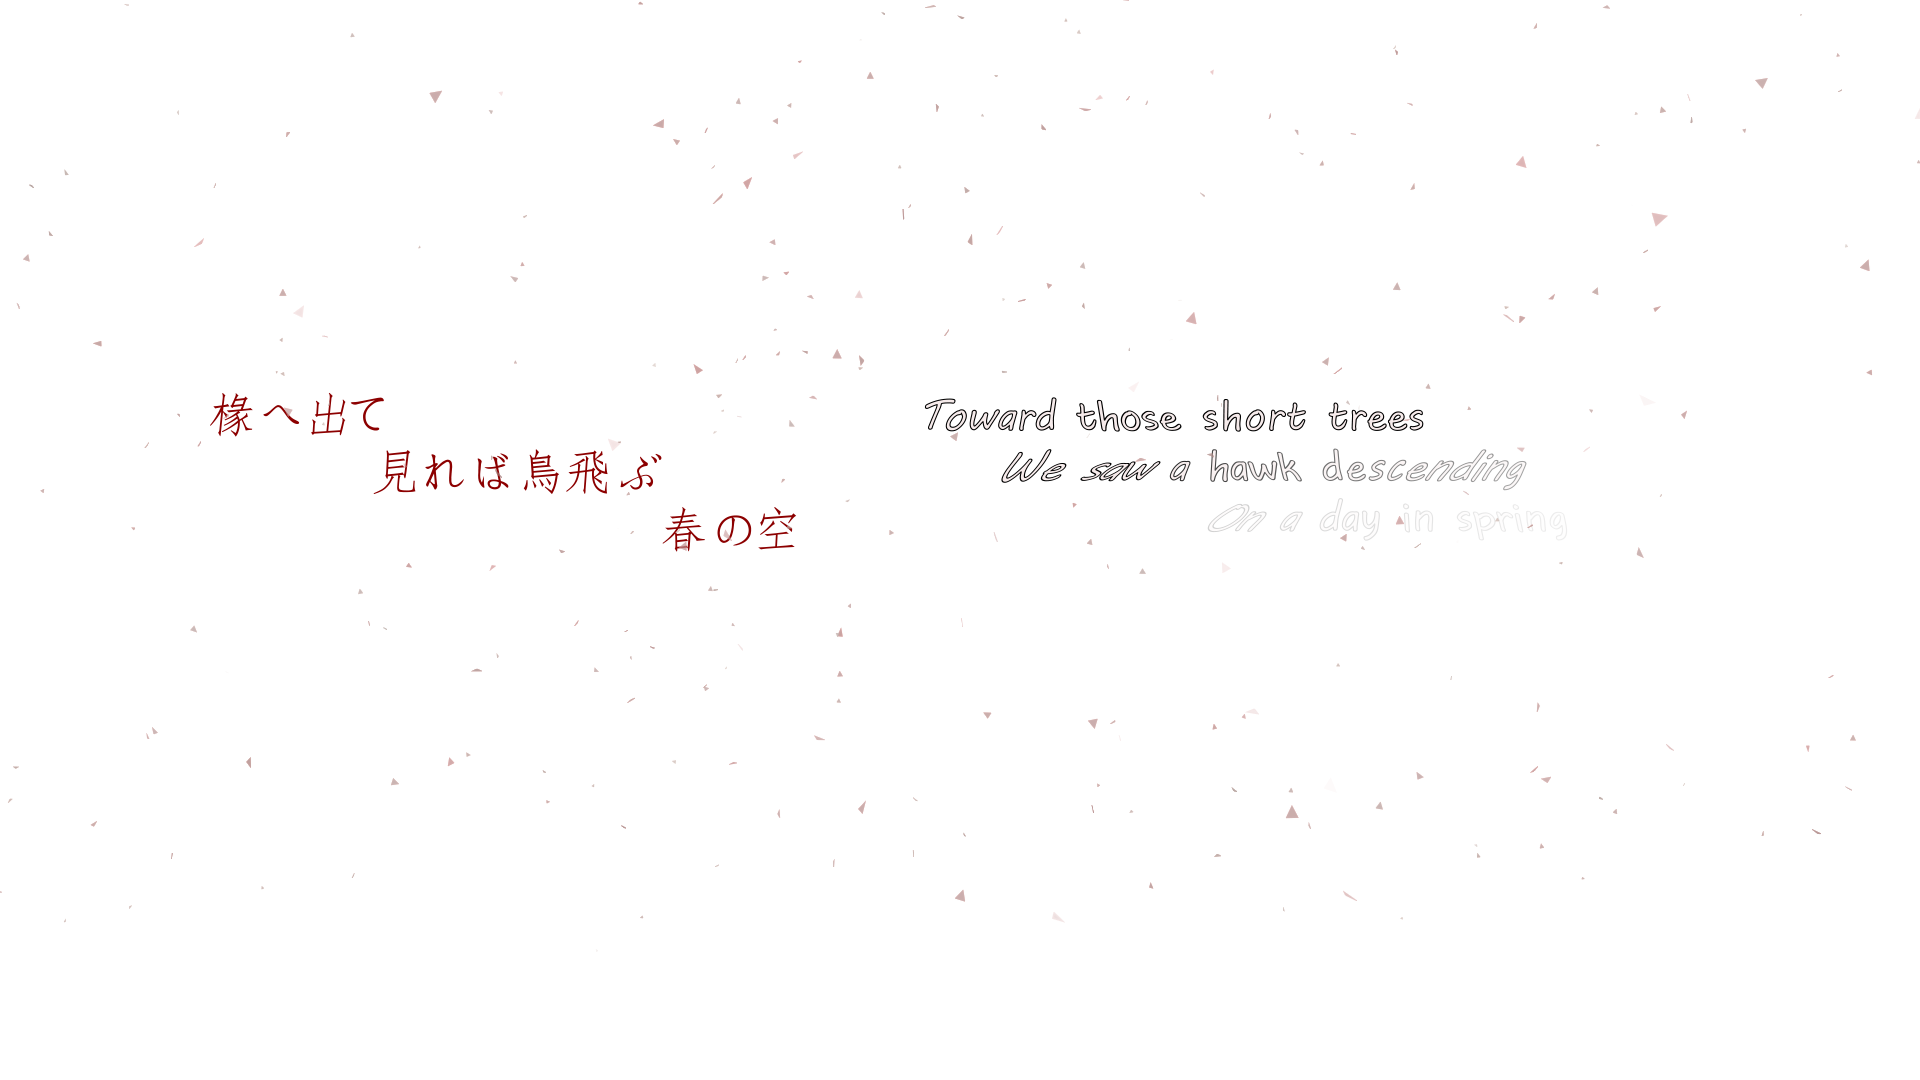 椽へ出て
見れば鳥飛ぶ
春の空
Toward those short trees
We saw a hawk descending
On a day in spring